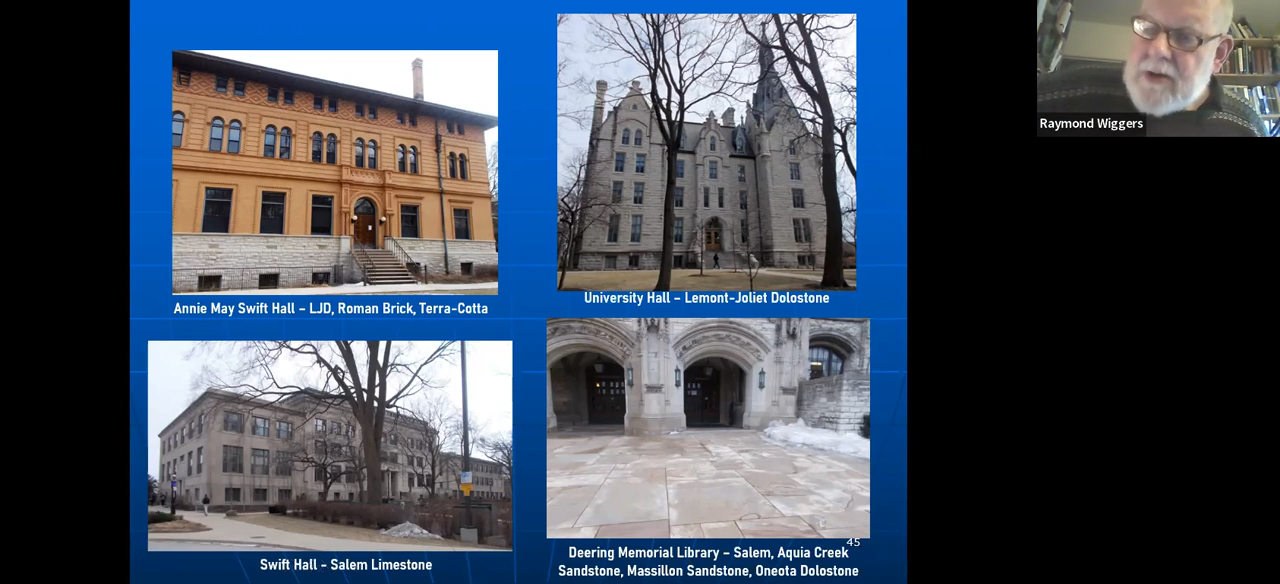 Raymond Wiggers
Annie May Swift Hall – LJD, Roman Brick, Terra-Cotta
University Hall – Lemont-Joliet Dolostone
Swift Hall - Salem Limestone
45
Deering Memorial Library – Salem, Aquia Creek
Sandstone, Massillon Sandstone, Oneota Dolostone